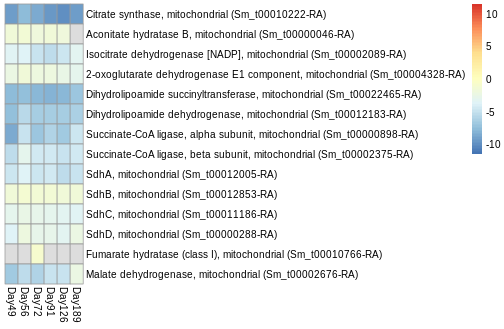 Citrate synthase, mitochondrial (Sm_t00010222-RA)
Aconitate hydratase B, mitochondrial (Sm_t00000046-RA)
Isocitrate dehydrogenase [NADP], mitochondrial (Sm_t00002089-RA)
2-oxoglutarate dehydrogenase E1 component, mitochondrial (Sm_t00004328-RA)
Dihydrolipoamide succinyltransferase, mitochondrial (Sm_t00022465-RA)
Dihydrolipoamide dehydrogenase, mitochondrial (Sm_t00012183-RA)
Succinate-CoA ligase, alpha subunit, mitochondrial (Sm_t00000898-RA)
Succinate-CoA ligase, beta subunit, mitochondrial (Sm_t00002375-RA)
SdhA, mitochondrial (Sm_t00012005-RA)
SdhB, mitochondrial (Sm_t00012853-RA)
SdhC, mitochondrial (Sm_t00011186-RA)
SdhD, mitochondrial (Sm_t00000288-RA)
Fumarate hydratase (class I), mitochondrial (Sm_t00010766-RA)
Malate dehydrogenase, mitochondrial (Sm_t00002676-RA)
Day49
Day56
Day72
Day91
Day126
Day189
10
5
0
-5
-10